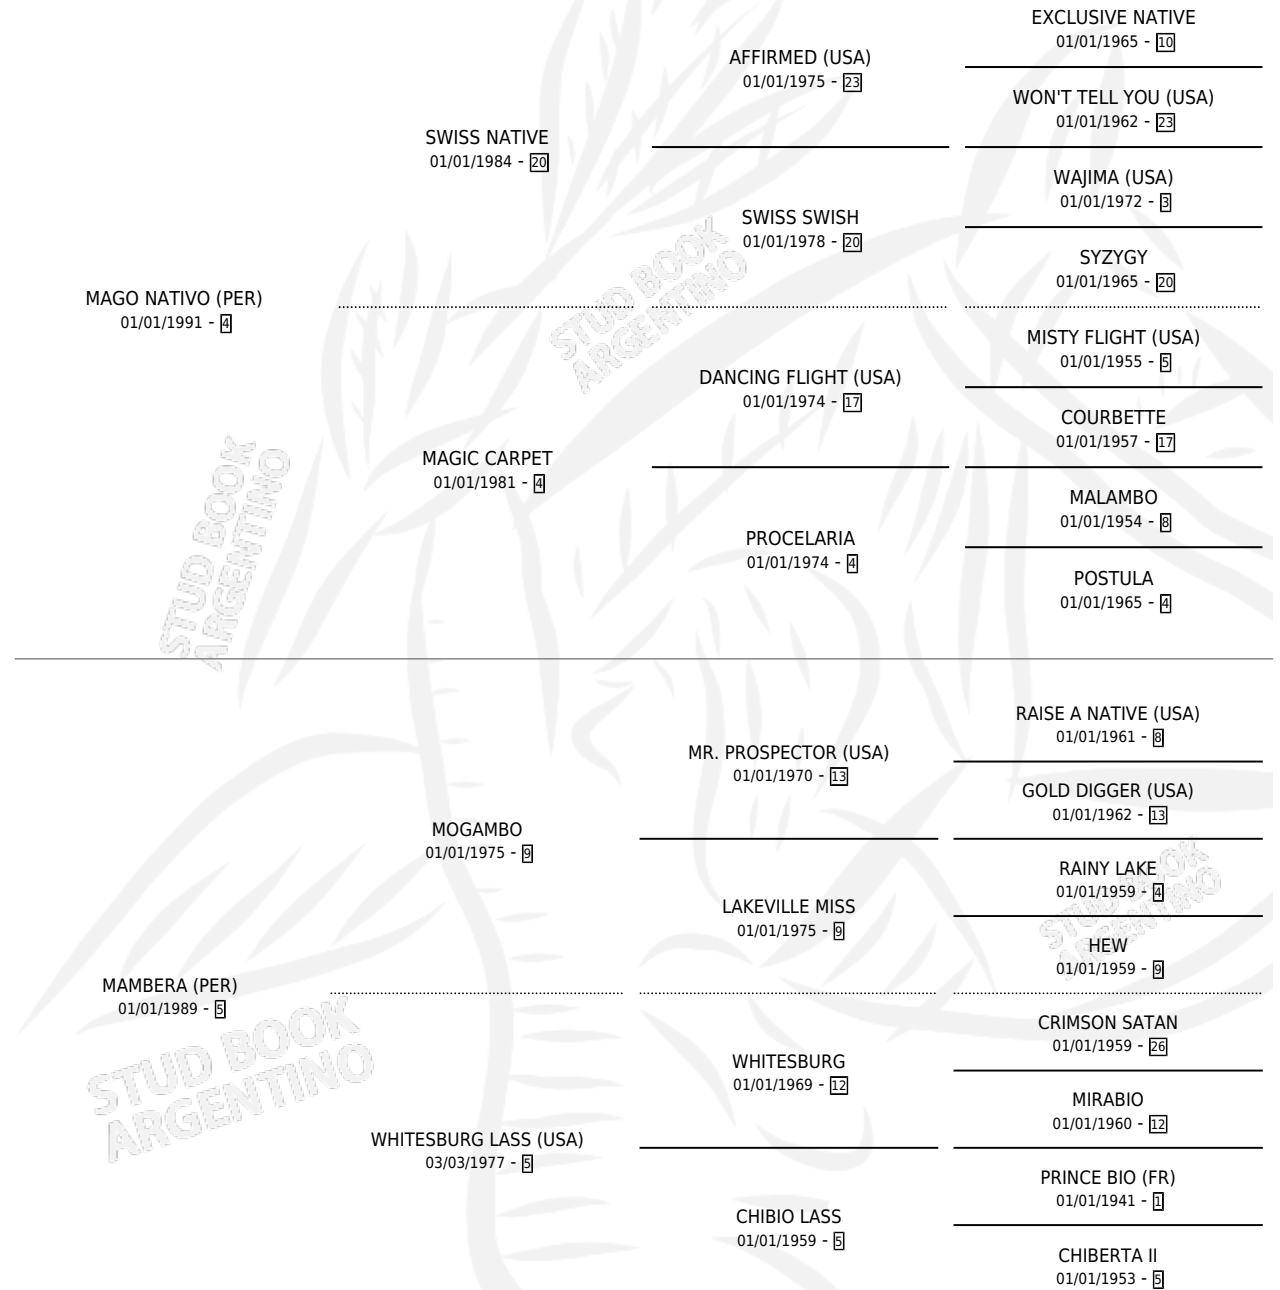 EXCLUSIVE NATIVE
01/01/1965 - 10
AFFIRMED (USA)
01/01/1975 - 23
WON'T TELL YOU (USA)
01/01/1962 - 23
SWISS NATIVE
01/01/1984 - 20
WAJIMA (USA)
01/01/1972 - 3
SWISS SWISH
01/01/1978 - 20
SYZYGY
01/01/1965 - 20
MAGO NATIVO (PER)
01/01/1991 - 4
MISTY FLIGHT (USA)
01/01/1955 - 5
DANCING FLIGHT (USA)
01/01/1974 - 17
COURBETTE
01/01/1957 - 17
MAGIC CARPET
01/01/1981 - 4
MALAMBO
01/01/1954 - 8
PROCELARIA
01/01/1974 - 4
POSTULA
01/01/1965 - 4
RAISE A NATIVE (USA)
01/01/1961 - 8
MR. PROSPECTOR (USA)
01/01/1970 - 13
GOLD DIGGER (USA)
01/01/1962 - 13
MOGAMBO
01/01/1975 - 9
RAINY LAKE
01/01/1959 - 4
LAKEVILLE MISS
01/01/1975 - 9
HEW
01/01/1959 - 9
MAMBERA (PER)
01/01/1989 - 5
CRIMSON SATAN
01/01/1959 - 26
WHITESBURG
01/01/1969 - 12
MIRABIO
01/01/1960 - 12
WHITESBURG LASS (USA)
03/03/1977 - 5
PRINCE BIO (FR)
01/01/1941 - 1
CHIBIO LASS
01/01/1959 - 5
CHIBERTA II
01/01/1953 - 5
STUD BOOK
ARGENTINO
STUD BOOK
ARGENTINO
STUD BOOK
ARGENTINO
STUD BOOK
ARGENTINO